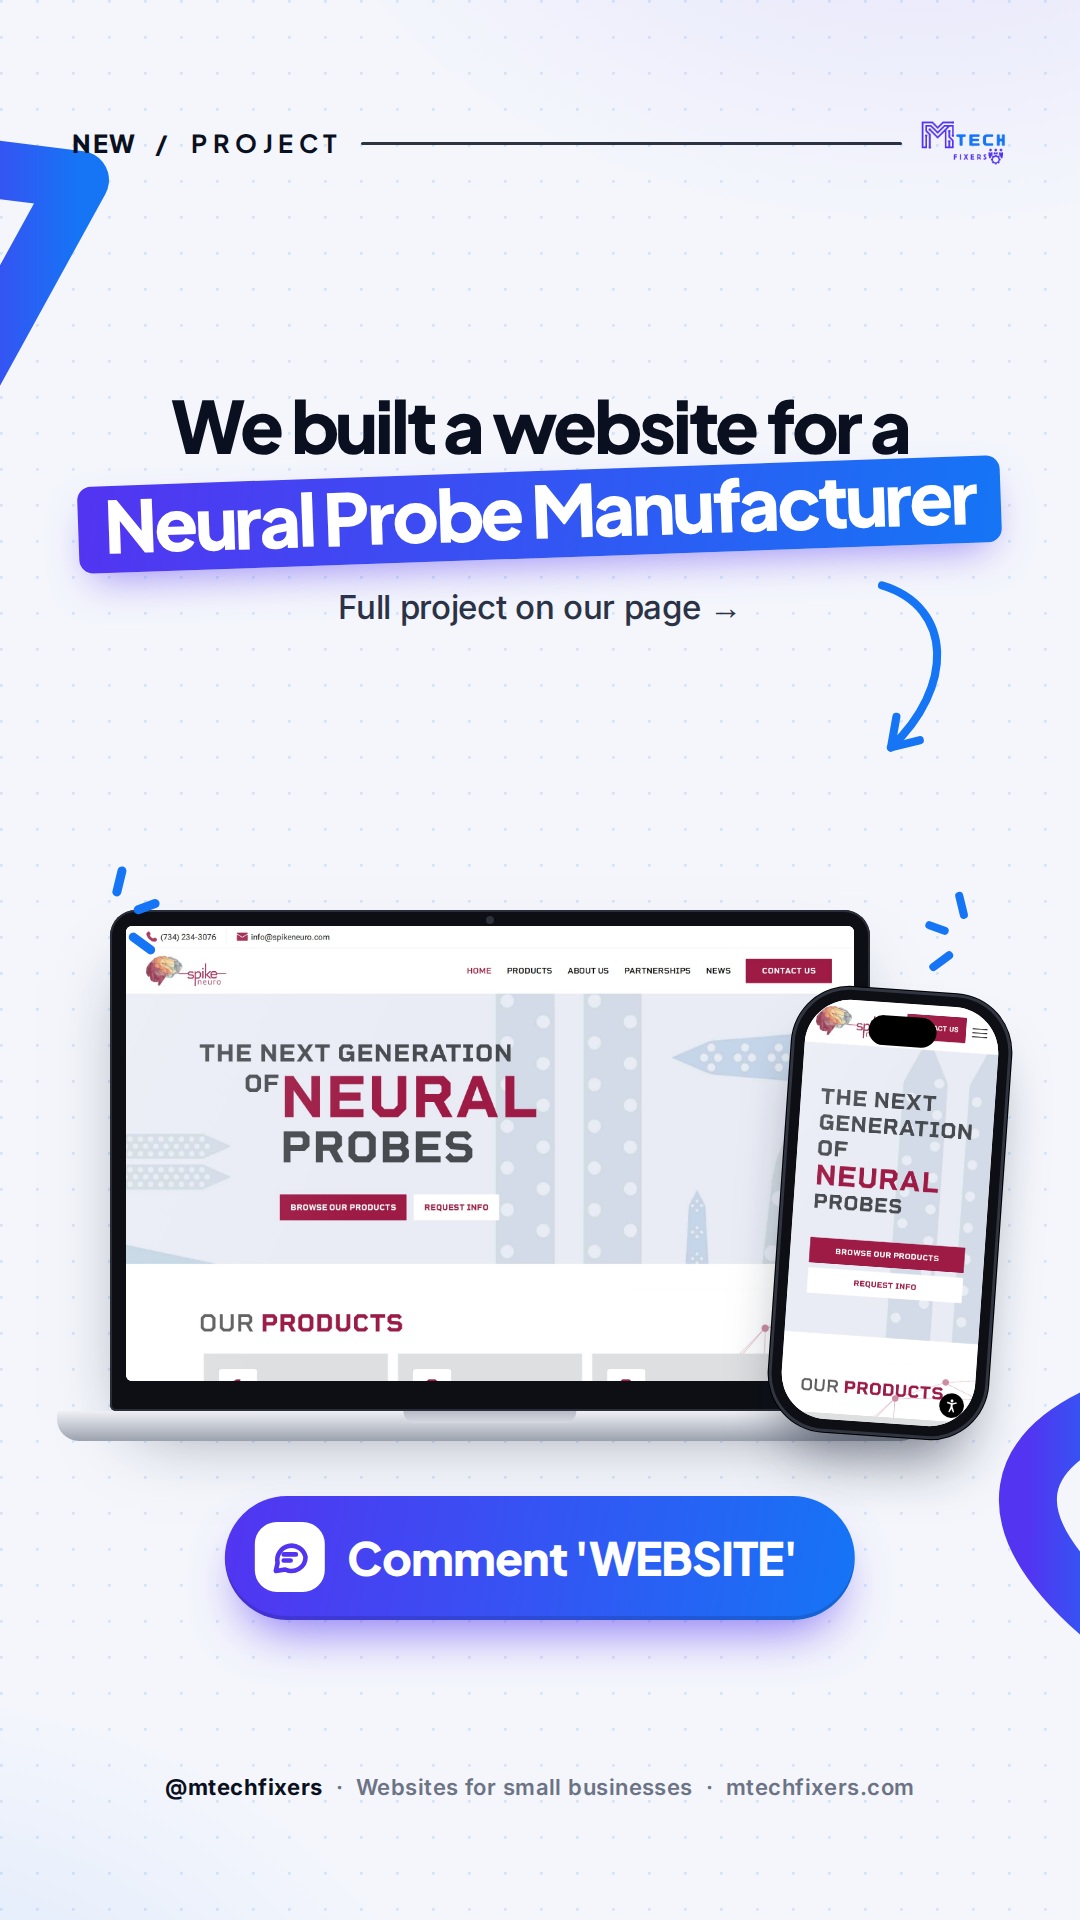 NEW / PROJECT
MTECH
FIXERS
We built a website for a
Neural Probe Manufacturer
Full project on our page →
(734) 234-3076 info@spikeneuro.com
spike
neuro
HOME PRODUCTS ABOUT US PARTNERSHIPS NEWS CONTACT US
THE NEXT GENERATION
OF NEURAL
PROBES
BROWSE OUR PRODUCTS REQUEST INFO
OUR PRODUCTS
THE NEXT
GENERATION
OF
NEURAL
PROBES
BROWSE OUR PRODUCTS
REQUEST INFO
OUR PRODUCTS
Comment 'WEBSITE'
@mtechfixers · Websites for small businesses · mtechfixers.com